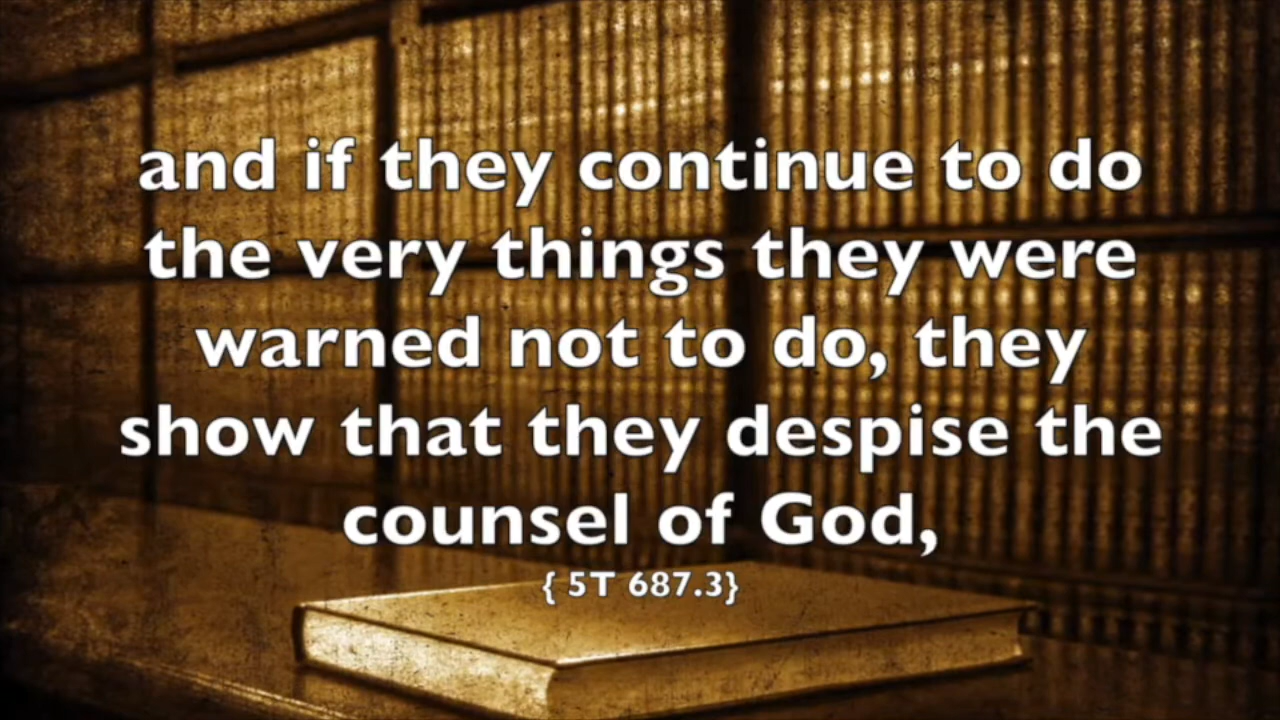 and if they continue to do
the very things they were
warned not to do, they
show that they despise the
counsel of God,
{ 5T 687.3}